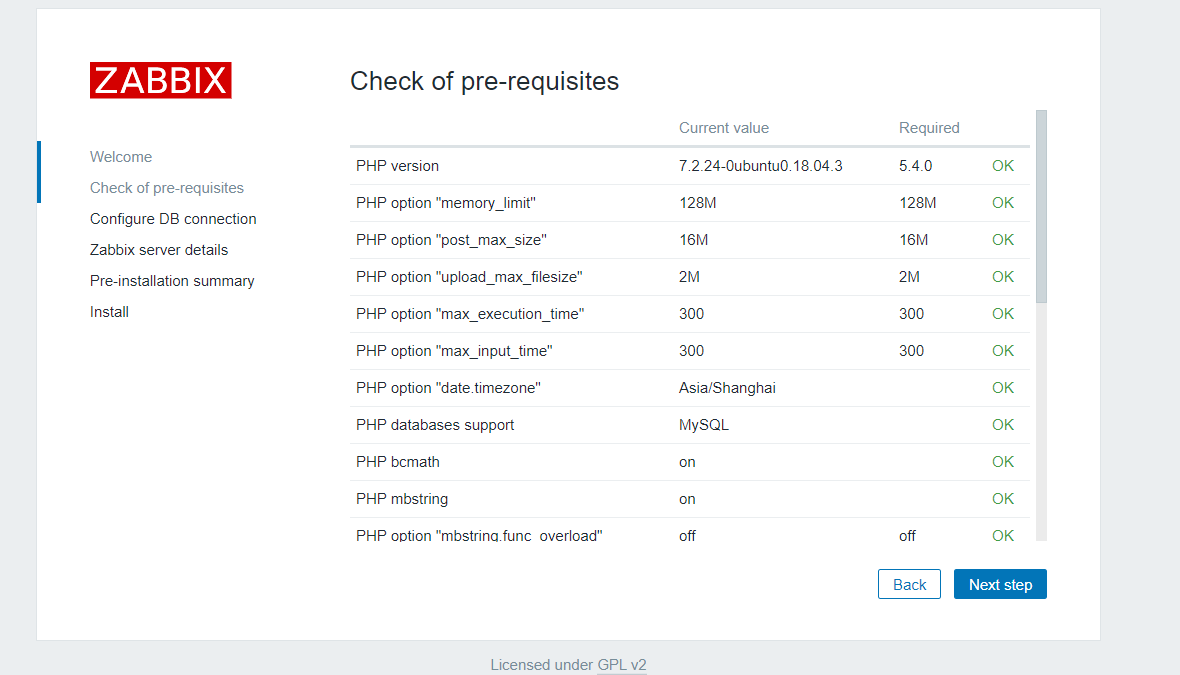 ZABBIX
Welcome
Check of pre-requisites
Configure DB connection
Zabbix server details
Pre-installation summary
Install
Check of pre-requisites
Current value Required
PHP version 7.2.24-0ubuntu0.18.04.3 5.4.0 OK
PHP option "memory_limit" 128M 128M OK
PHP option "post_max_size" 16M 16M OK
PHP option "upload_max_filesize" 2M 2M OK
PHP option "max_execution_time" 300 300 OK
PHP option "max_input_time" 300 300 OK
PHP option "date.timezone" Asia/Shanghai OK
PHP databases support MySQL OK
PHP bcmath on OK
PHP mbstring on OK
PHP option "mbstring.func_overload" off off OK
Back Next step
Licensed under GPL v2